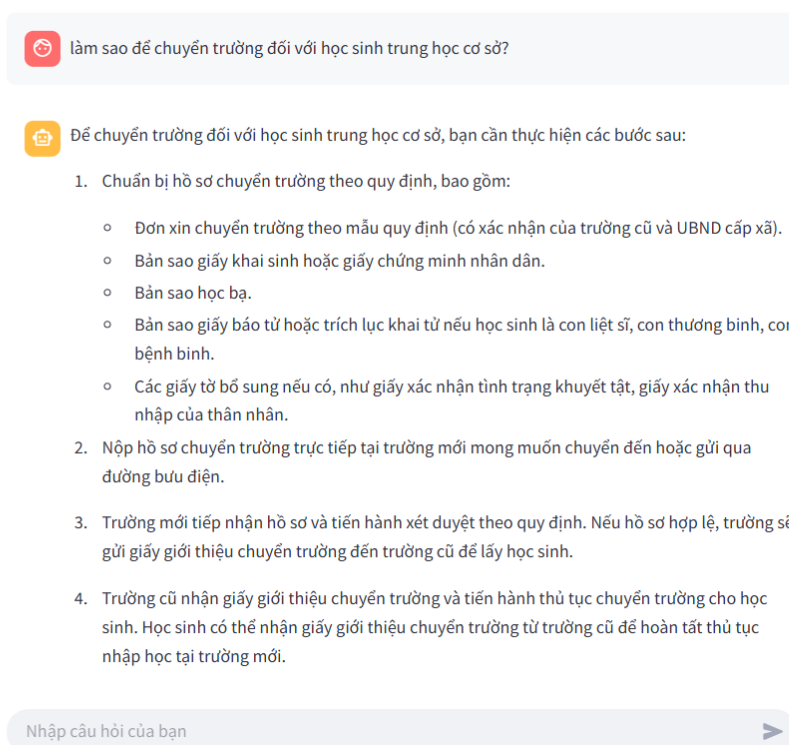 làm sao để chuyển trường đối với học sinh trung học cơ sở?
Để chuyển trường đối với học sinh trung học cơ sở, bạn cần thực hiện các bước sau:
1. Chuẩn bị hồ sơ chuyển trường theo quy định, bao gồm:
Đơn xin chuyển trường theo mẫu quy định (có xác nhận của trường cũ và UBND cấp xã).
Bản sao giấy khai sinh hoặc giấy chứng minh nhân dân.
Bản sao học bạ.
Bản sao giấy báo tử hoặc trích lục khai tử nếu học sinh là con liệt sĩ, con thương binh,
bệnh binh.
Các giấy tờ bổ sung nếu có, như giấy xác nhận tình trạng khuyết tật, giấy xác nhận thu
nhập của thân nhân.
2. Nộp hồ sơ chuyển trường trực tiếp tại trường mới mong muốn chuyển đến hoặc gửi qua
đường bưu điện.
3. Trường mới tiếp nhận hồ sơ và tiến hành xét duyệt theo quy định. Nếu hồ sơ hợp lệ, trường
gửi giấy giới thiệu chuyển trường đến trường cũ để lấy học sinh.
4. Trường cũ nhận giấy giới thiệu chuyển trường và tiến hành thủ tục chuyển trường cho học
sinh. Học sinh có thể nhận giấy giới thiệu chuyển trường từ trường cũ để hoàn tất thủ tục
nhập học tại trường mới.
Nhập câu hỏi của bạn